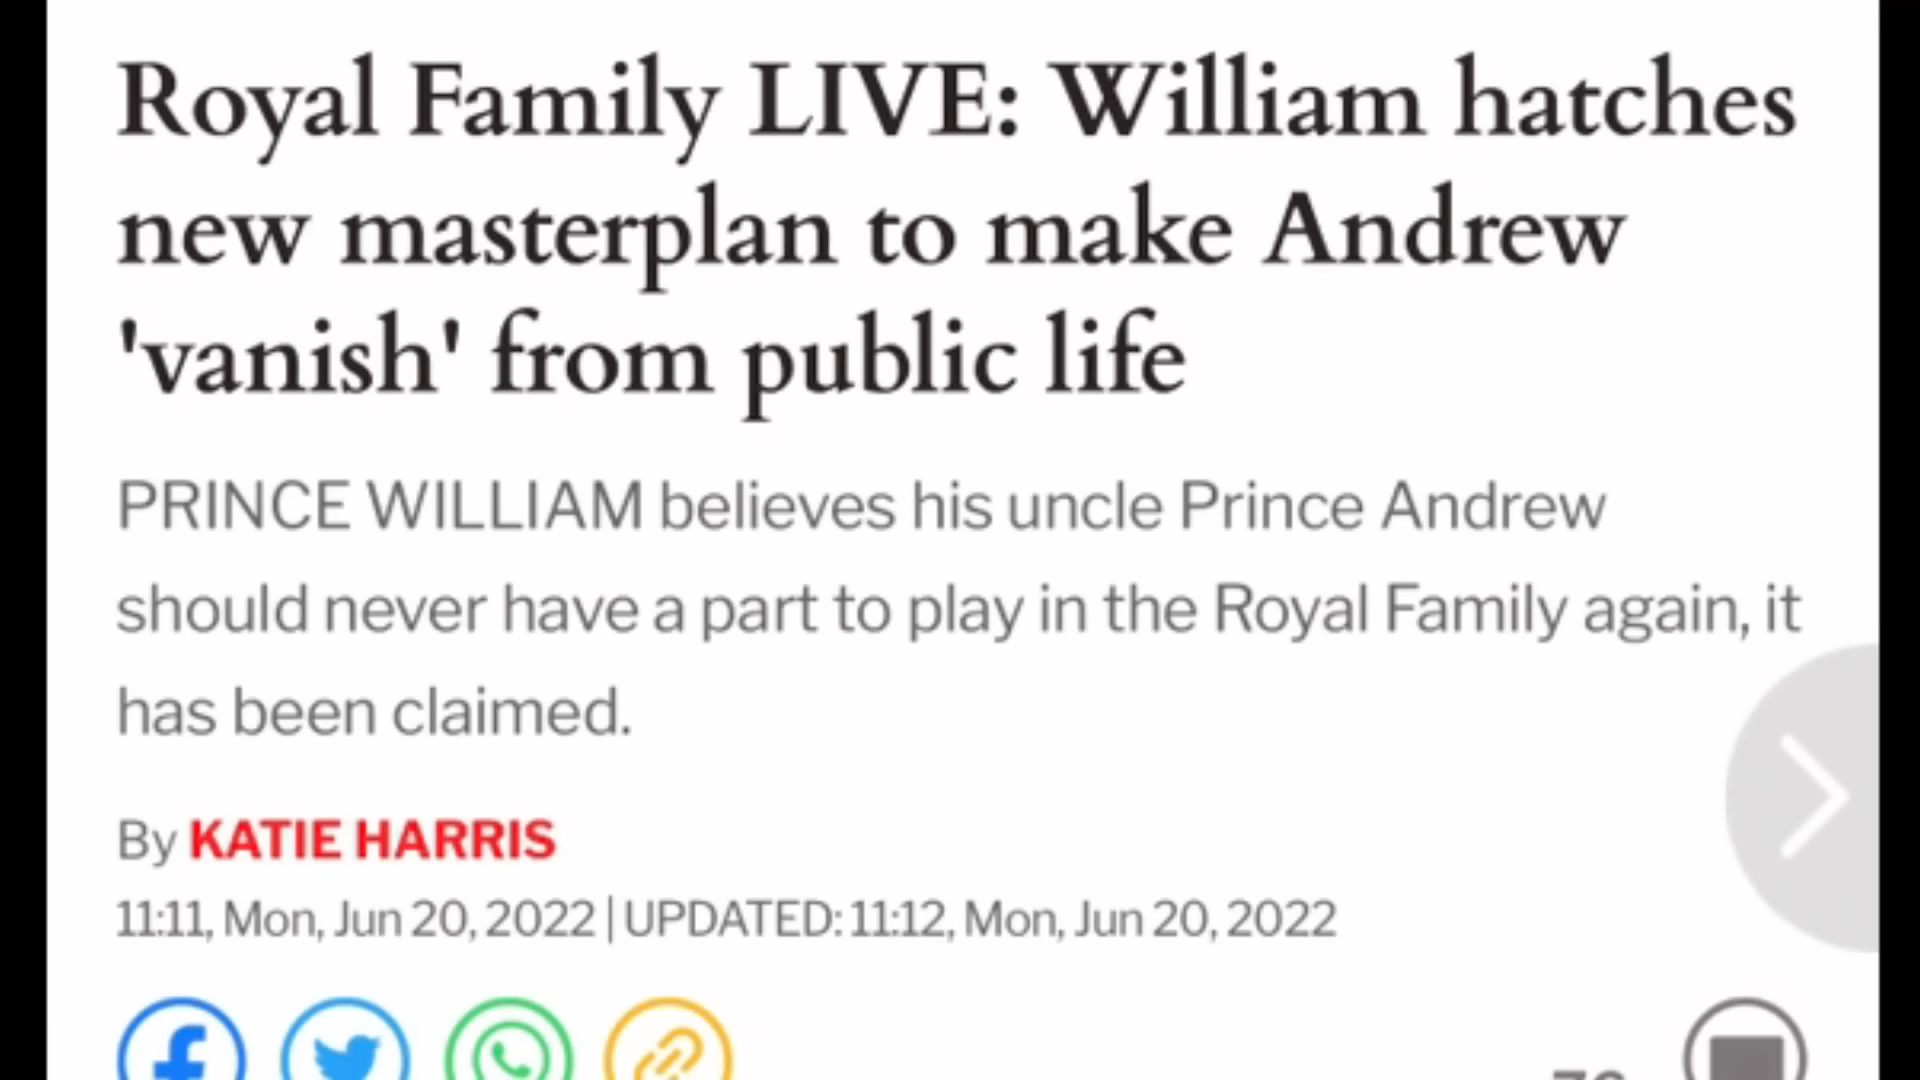 Royal Family LIVE: William hatches
new masterplan to make Andrew
'vanish' from public life
PRINCE WILLIAM believes his uncle Prince Andrew
should never have a part to play in the Royal Family again, it
has been claimed.
By KATIE HARRIS
11:11, Mon, Jun 20, 2022 | UPDATED: 11:12, Mon, Jun 20, 2022